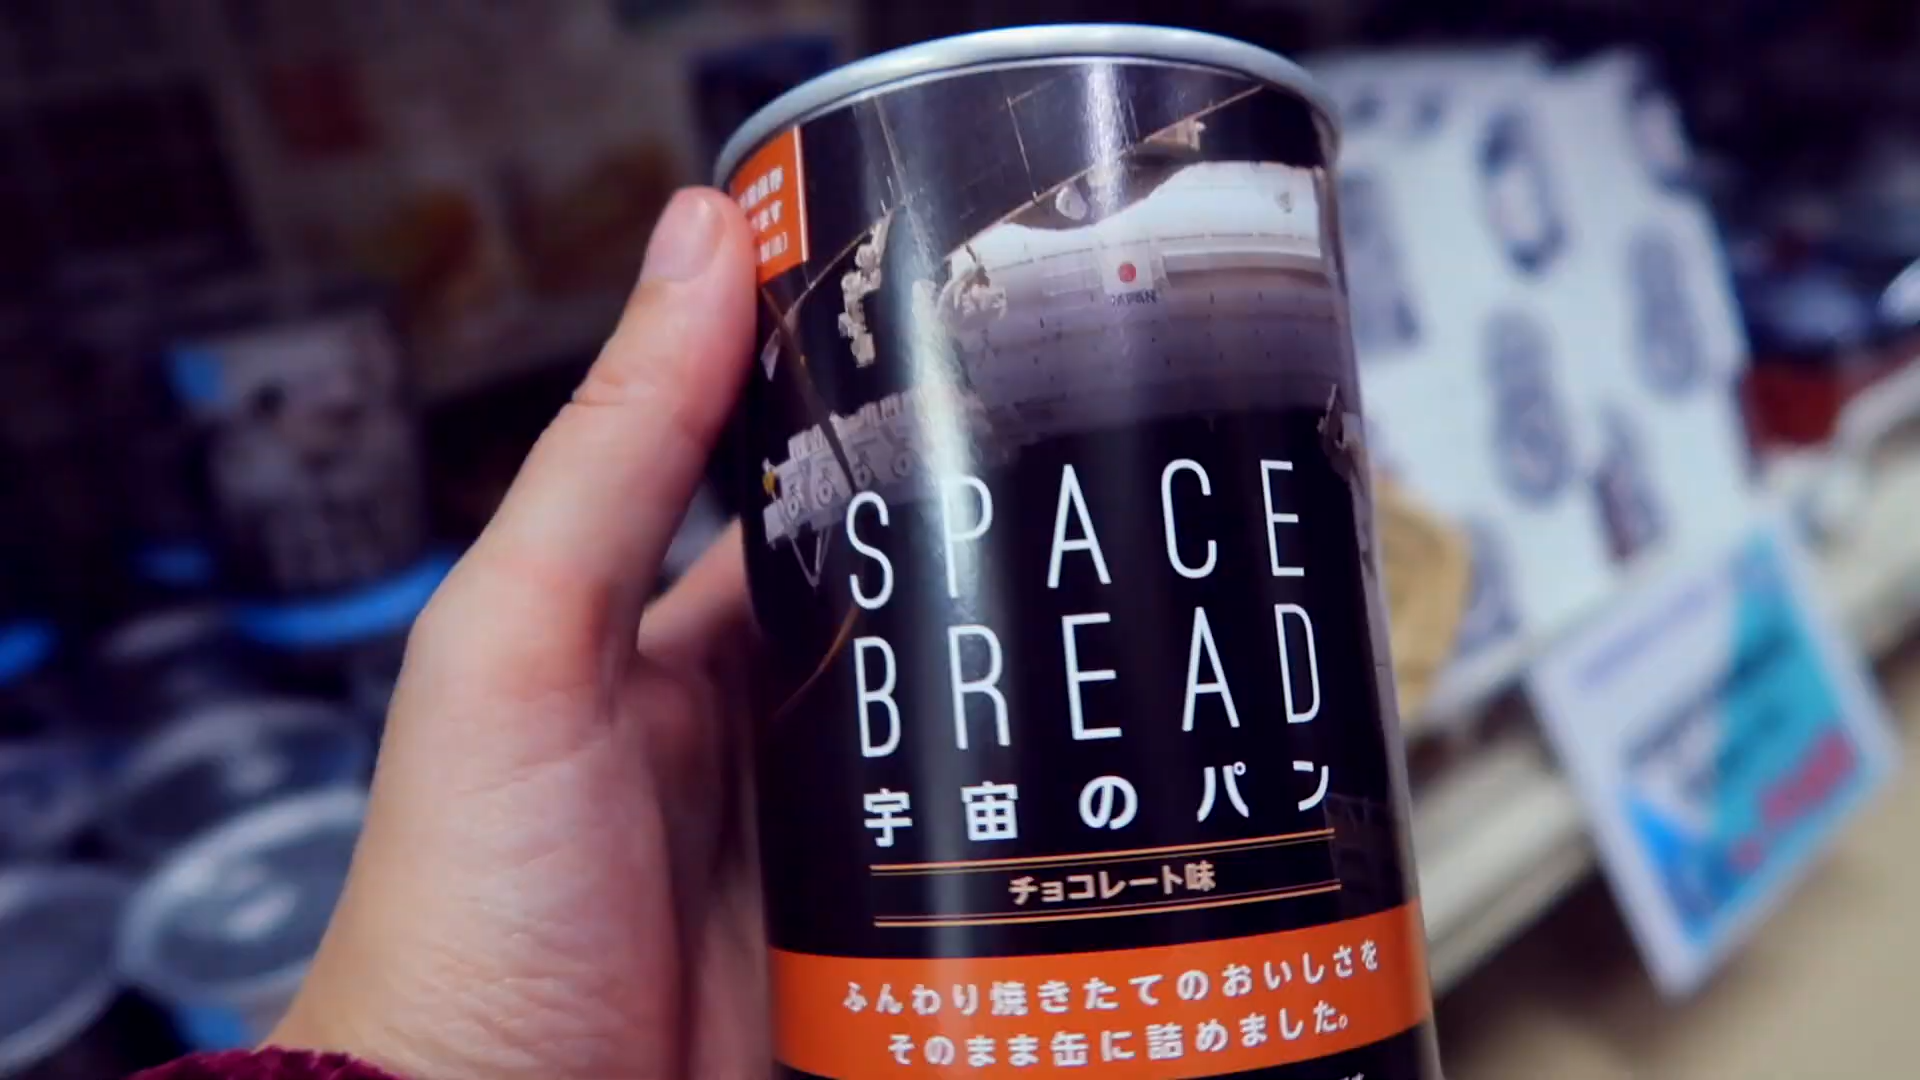 JAPAN
SPACE
BREAD
宇宙のパン
チョコレート味
ふんわり焼きたてのおいしさを
そのまま缶に詰めました。